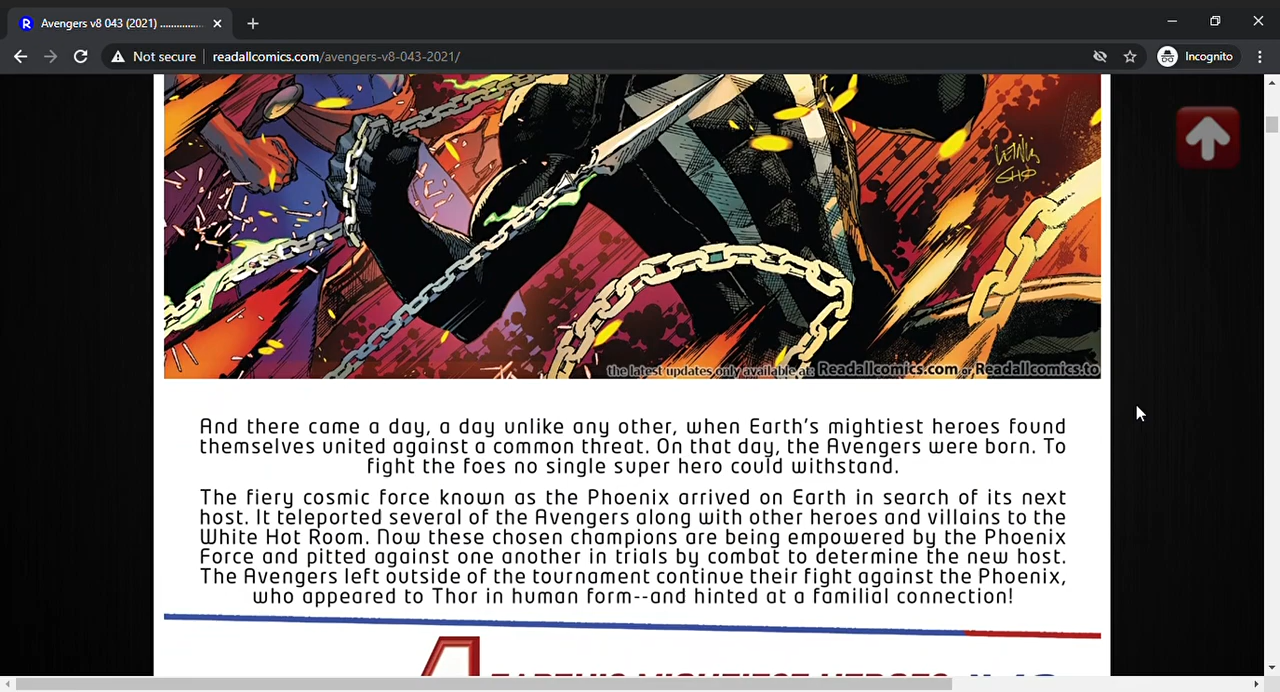 Avengers v8 043 (2021) ................
Not secure
readallcomics.com/avengers-v8-043-2021/
Incognito
the latest updates only available at: Readallcomics.com or Readallcomics.to
And there came a day, a day unlike any other, when Earth's mightiest heroes found
themselves united against a common threat. On that day, the Avengers were born. To
fight the foes no single super hero could withstand.
The fiery cosmic force known as the Phoenix arrived on Earth in search of its next
host. It teleported several of the Avengers along with other heroes and villains to the
White Hot Room. Now these chosen champions are being empowered by the Phoenix
Force and pitted against one another in trials by combat to determine the new host.
The Avengers left outside of the tournament continue their fight against the Phoenix,
who appeared to Thor in human form--and hinted at a familial connection!